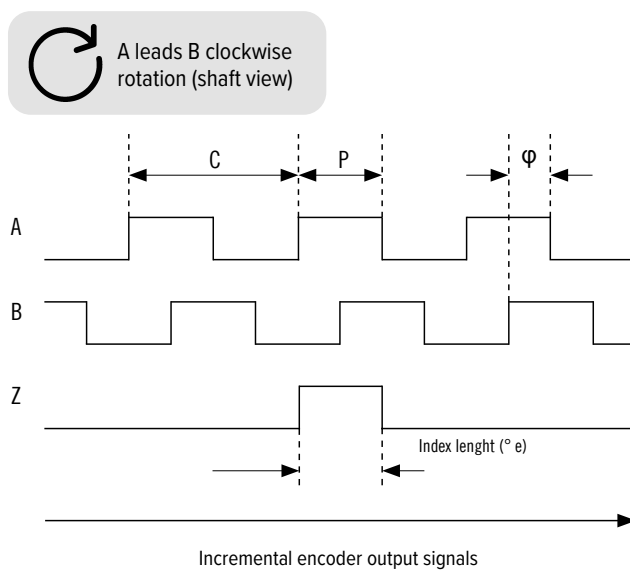 A leads B clockwise
rotation (shaft view)
C
P
φ
A
B
Z
Index lenght (° e)
Incremental encoder output signals